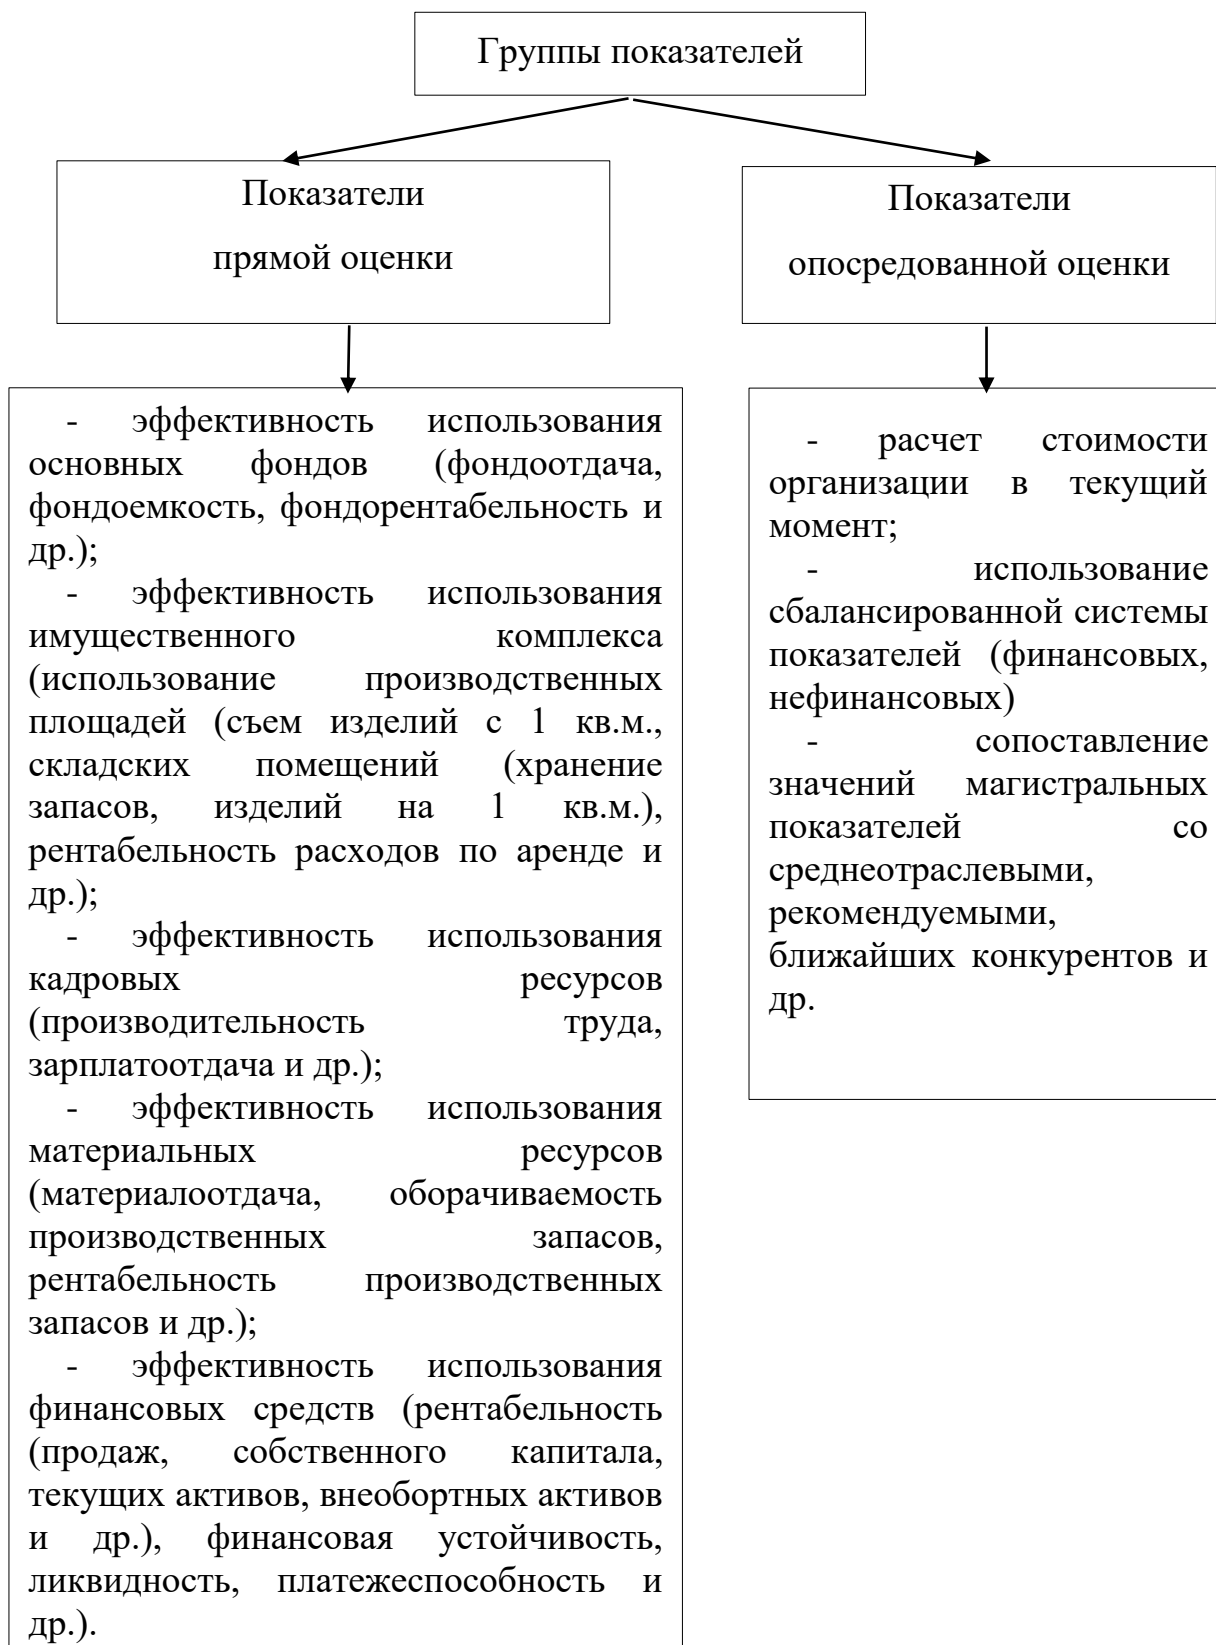 Группы показателей
Показатели
прямой оценки
Показатели
опосредованной оценки
- эффективность использования
основных фондов (фондоотдача,
фондоемкость, фондорентабельность и
др.);
- эффективность использования
имущественного комплекса
(использование производственных
площадей (съем изделий с 1 кв.м.,
складских помещений (хранение
запасов, изделий на 1 кв.м.),
рентабельность расходов по аренде и
др.);
- эффективность использования
кадровых ресурсов
(производительность труда,
зарплатоотдача и др.);
- эффективность использования
материальных ресурсов
(материалоотдача, оборачиваемость
производственных запасов,
рентабельность производственных
запасов и др.);
- эффективность использования
финансовых средств (рентабельность
(продаж, собственного капитала,
текущих активов, внеобортных активов
и др.), финансовая устойчивость,
ликвидность, платежеспособность и
др.).
- расчет стоимости
организации в текущий
момент;
- использование
сбалансированной системы
показателей (финансовых,
нефинансовых)
- сопоставление
значений магистральных
показателей со
среднеотраслевыми,
рекомендуемыми,
ближайших конкурентов и
др.